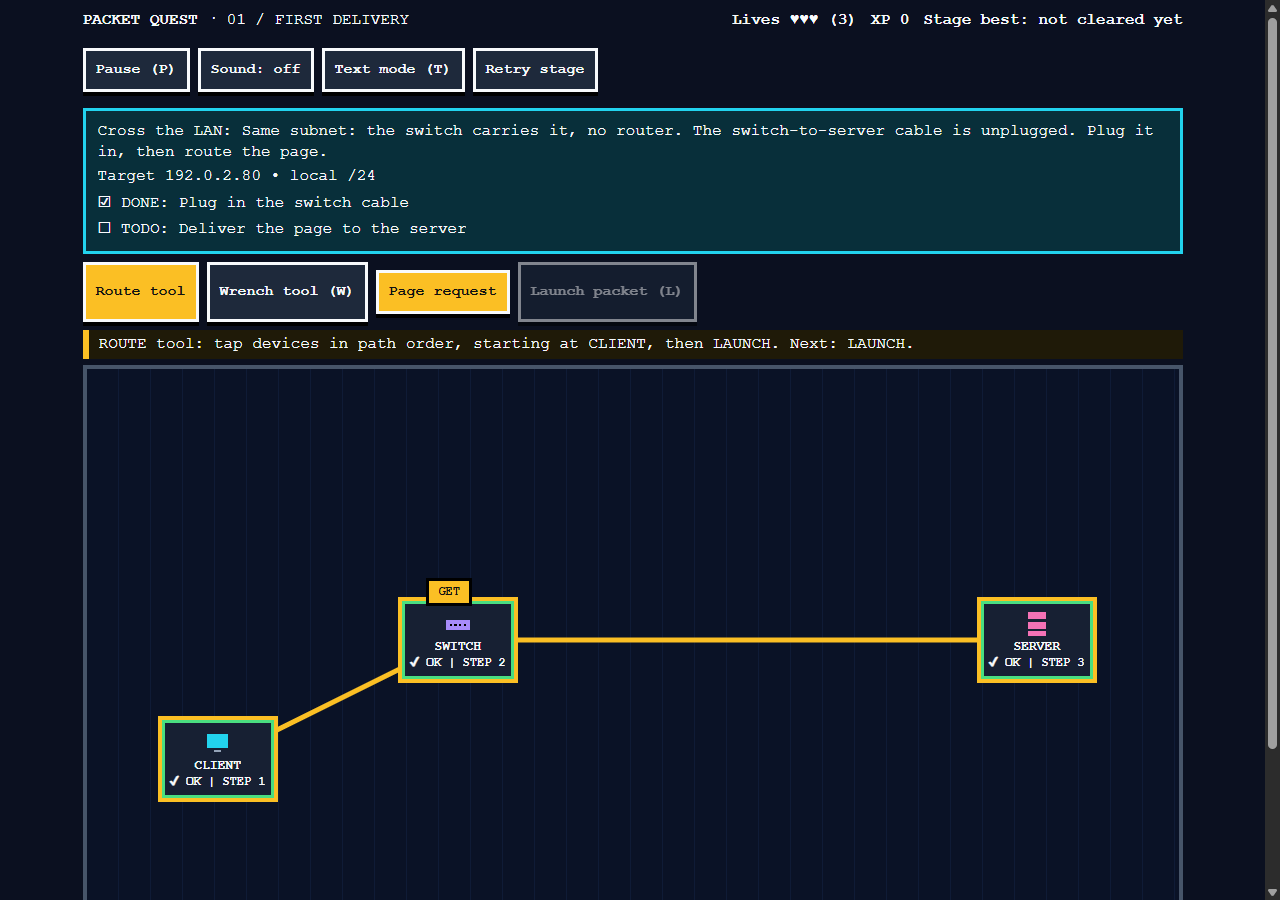 PACKET QUEST · 01 / FIRST DELIVERY
Lives ♥♥♥ (3) XP 0 Stage best: not cleared yet
Pause (P)
Sound: off
Text mode (T)
Retry stage
Cross the LAN: Same subnet: the switch carries it, no router. The switch-to-server cable is unplugged. Plug it
in, then route the page.
Target 192.0.2.80 • local /24
☑ DONE: Plug in the switch cable
☐ TODO: Deliver the page to the server
Route tool
Wrench tool (W)
Page request
Launch packet (L)
ROUTE tool: tap devices in path order, starting at CLIENT, then LAUNCH. Next: LAUNCH.
GET
SWITCH
✔ OK | STEP 2
SERVER
✔ OK | STEP 3
CLIENT
✔ OK | STEP 1